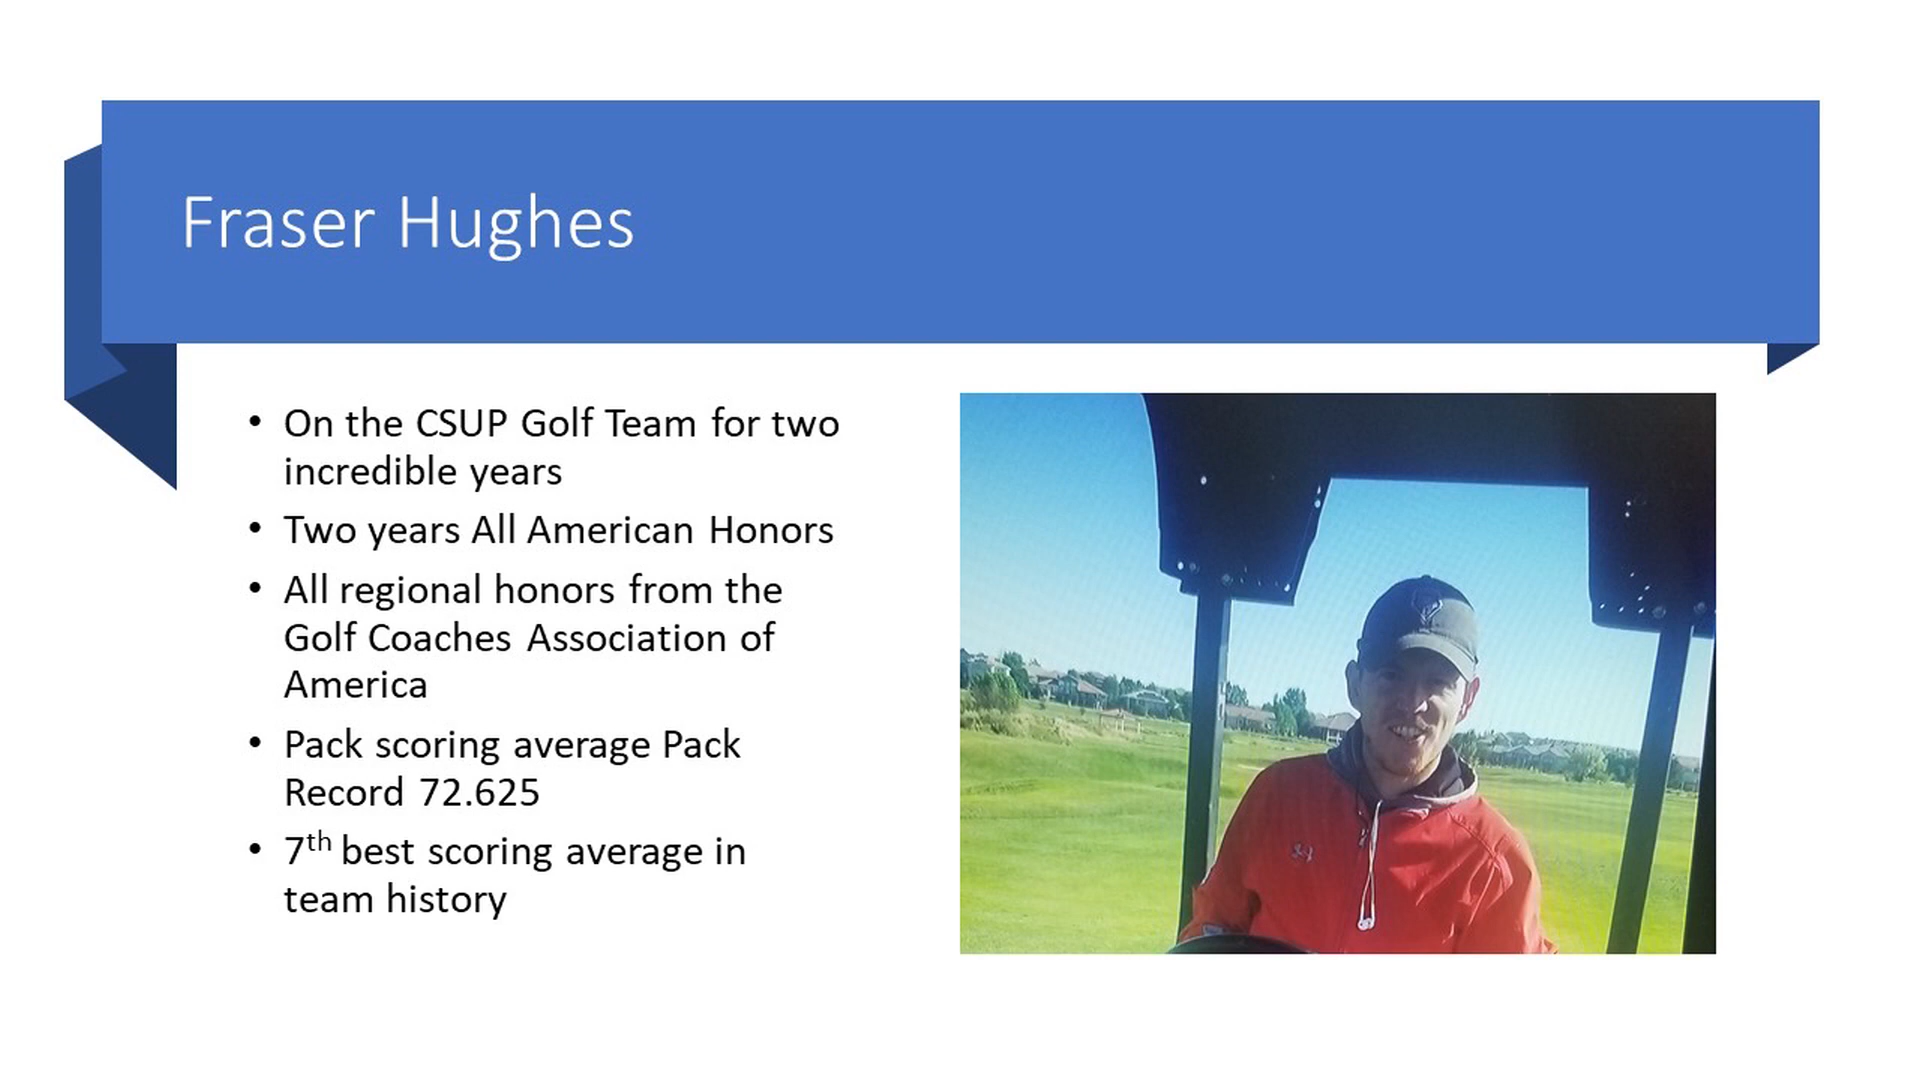 Fraser Hughes
• On the CSUP Golf Team for two
incredible years
• Two years All American Honors
• All regional honors from the
Golf Coaches Association of
America
• Pack scoring average Pack
Record 72.625
• 7th best scoring average in
team history